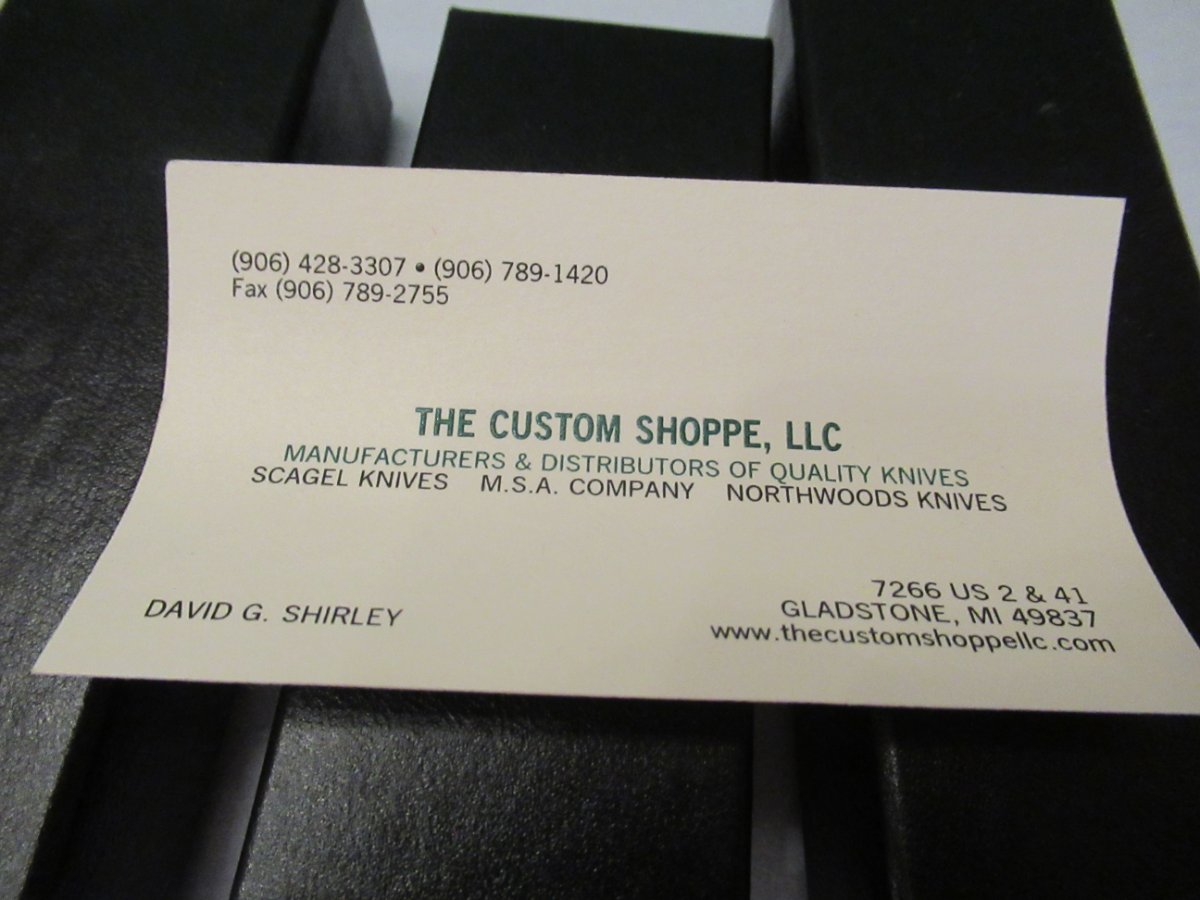 (906) 428-3307 • (906) 789-1420
Fax (906) 789-2755
THE CUSTOM SHOPPE, LLC
MANUFACTURERS & DISTRIBUTORS OF QUALITY KNIVES
SCAGEL KNIVES M.S.A. COMPANY NORTHWOODS KNIVES
DAVID G. SHIRLEY
7266 US 2 & 41
GLADSTONE, MI 49837
www.thecustomshoppellc.com